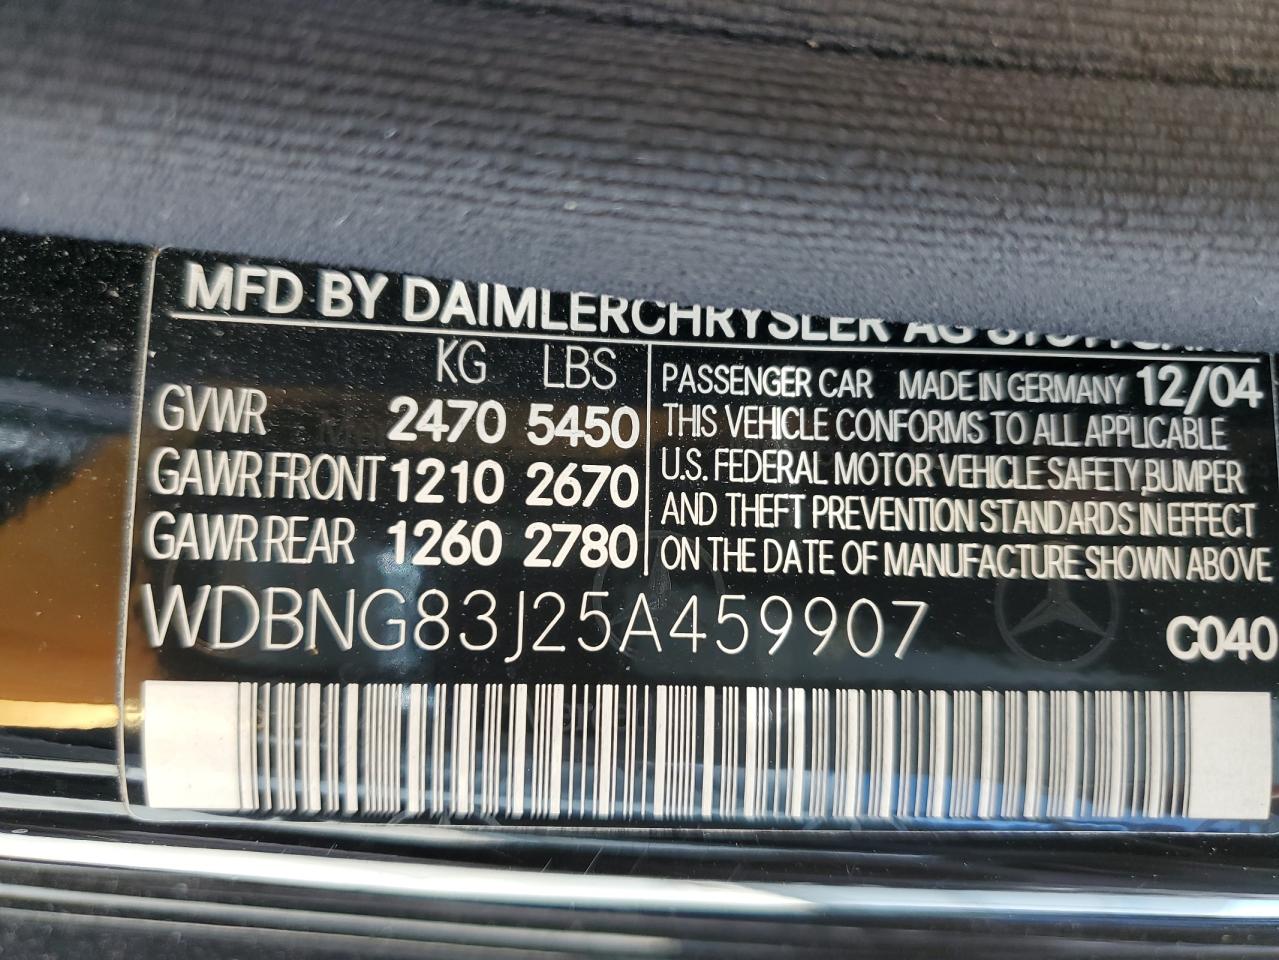 MFD BY DAIMLERCHRYSLER AG
KG LBS
GVWR 2470 5450
GAWR FRONT 1210 2670
GAWR REAR 1260 2780
PASSENGER CAR MADE IN GERMANY 12/04
THIS VEHICLE CONFORMS TO ALL APPLICABLE
U.S. FEDERAL MOTOR VEHICLE SAFETY, BUMPER
AND THEFT PREVENTION STANDARDS IN EFFECT
ON THE DATE OF MANUFACTURE SHOWN ABOVE
WDBNG83J25A459907 C040